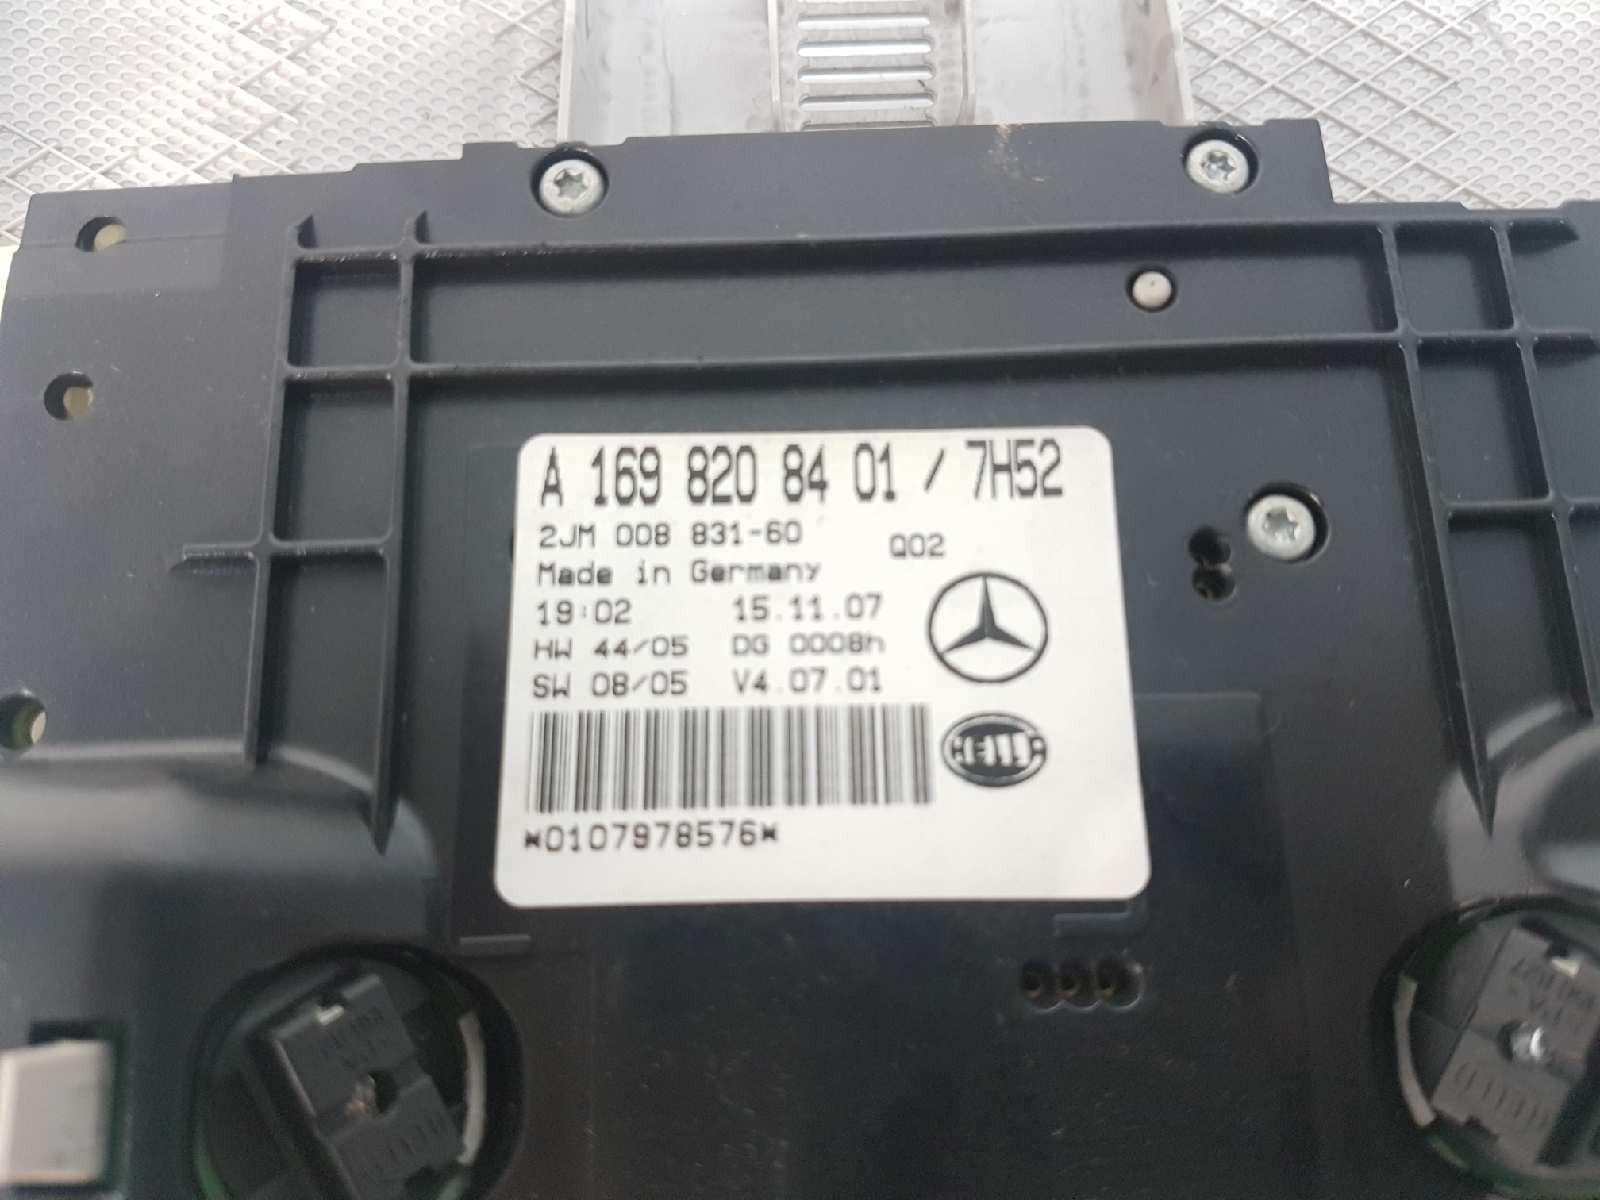 A 169 820 84 01 / 7H52
2JM 008 831-60 Q02
Made in Germany
19:02 15.11.07
HW 44/05 DG 0008h
SW 08/05 V4.07.01
HELLA
*0107978576*